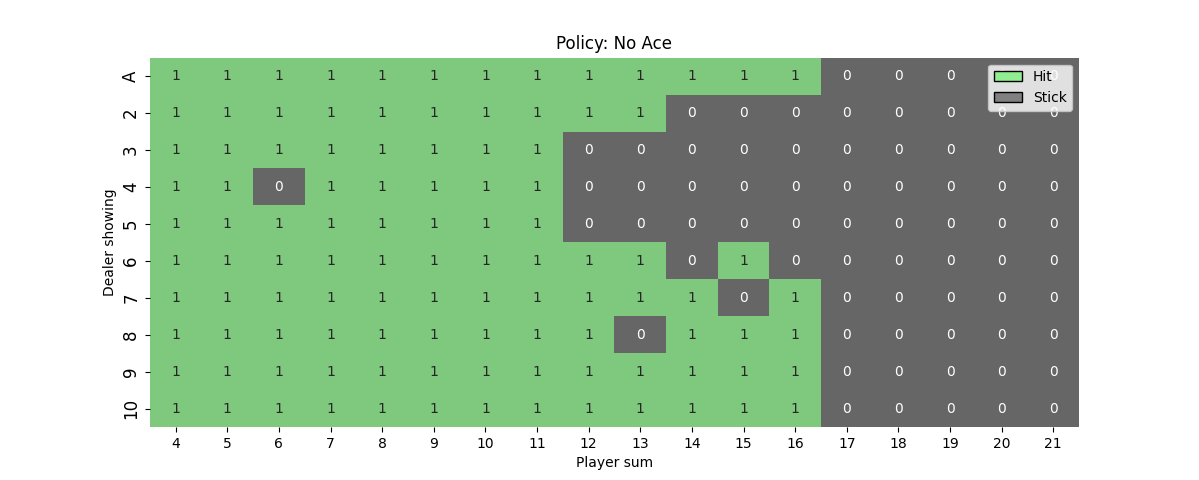 Policy: No Ace
Hit
Stick
Dealer showing
A 1 1 1 1 1 1 1 1 1 1 1 1 1 0 0 0 0
2 1 1 1 1 1 1 1 1 1 1 0 0 0 0 0 0 0 0
3 1 1 1 1 1 1 1 1 0 0 0 0 0 0 0 0 0 0
4 1 1 0 1 1 1 1 1 0 0 0 0 0 0 0 0 0 0
5 1 1 1 1 1 1 1 1 0 0 0 0 0 0 0 0 0 0
6 1 1 1 1 1 1 1 1 1 1 0 1 0 0 0 0 0 0
7 1 1 1 1 1 1 1 1 1 1 1 0 1 0 0 0 0 0
8 1 1 1 1 1 1 1 1 1 0 1 1 1 0 0 0 0 0
9 1 1 1 1 1 1 1 1 1 1 1 1 1 0 0 0 0 0
10 1 1 1 1 1 1 1 1 1 1 1 1 1 0 0 0 0 0
4 5 6 7 8 9 10 11 12 13 14 15 16 17 18 19 20 21
Player sum